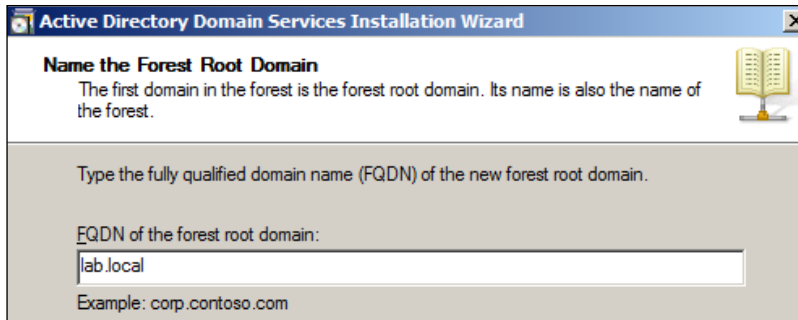 Active Directory Domain Services Installation Wizard
Name the Forest Root Domain
The first domain in the forest is the forest root domain. Its name is also the name of
the forest.
Type the fully qualified domain name (FQDN) of the new forest root domain.
FQDN of the forest root domain:
lab.local
Example: corp.contoso.com